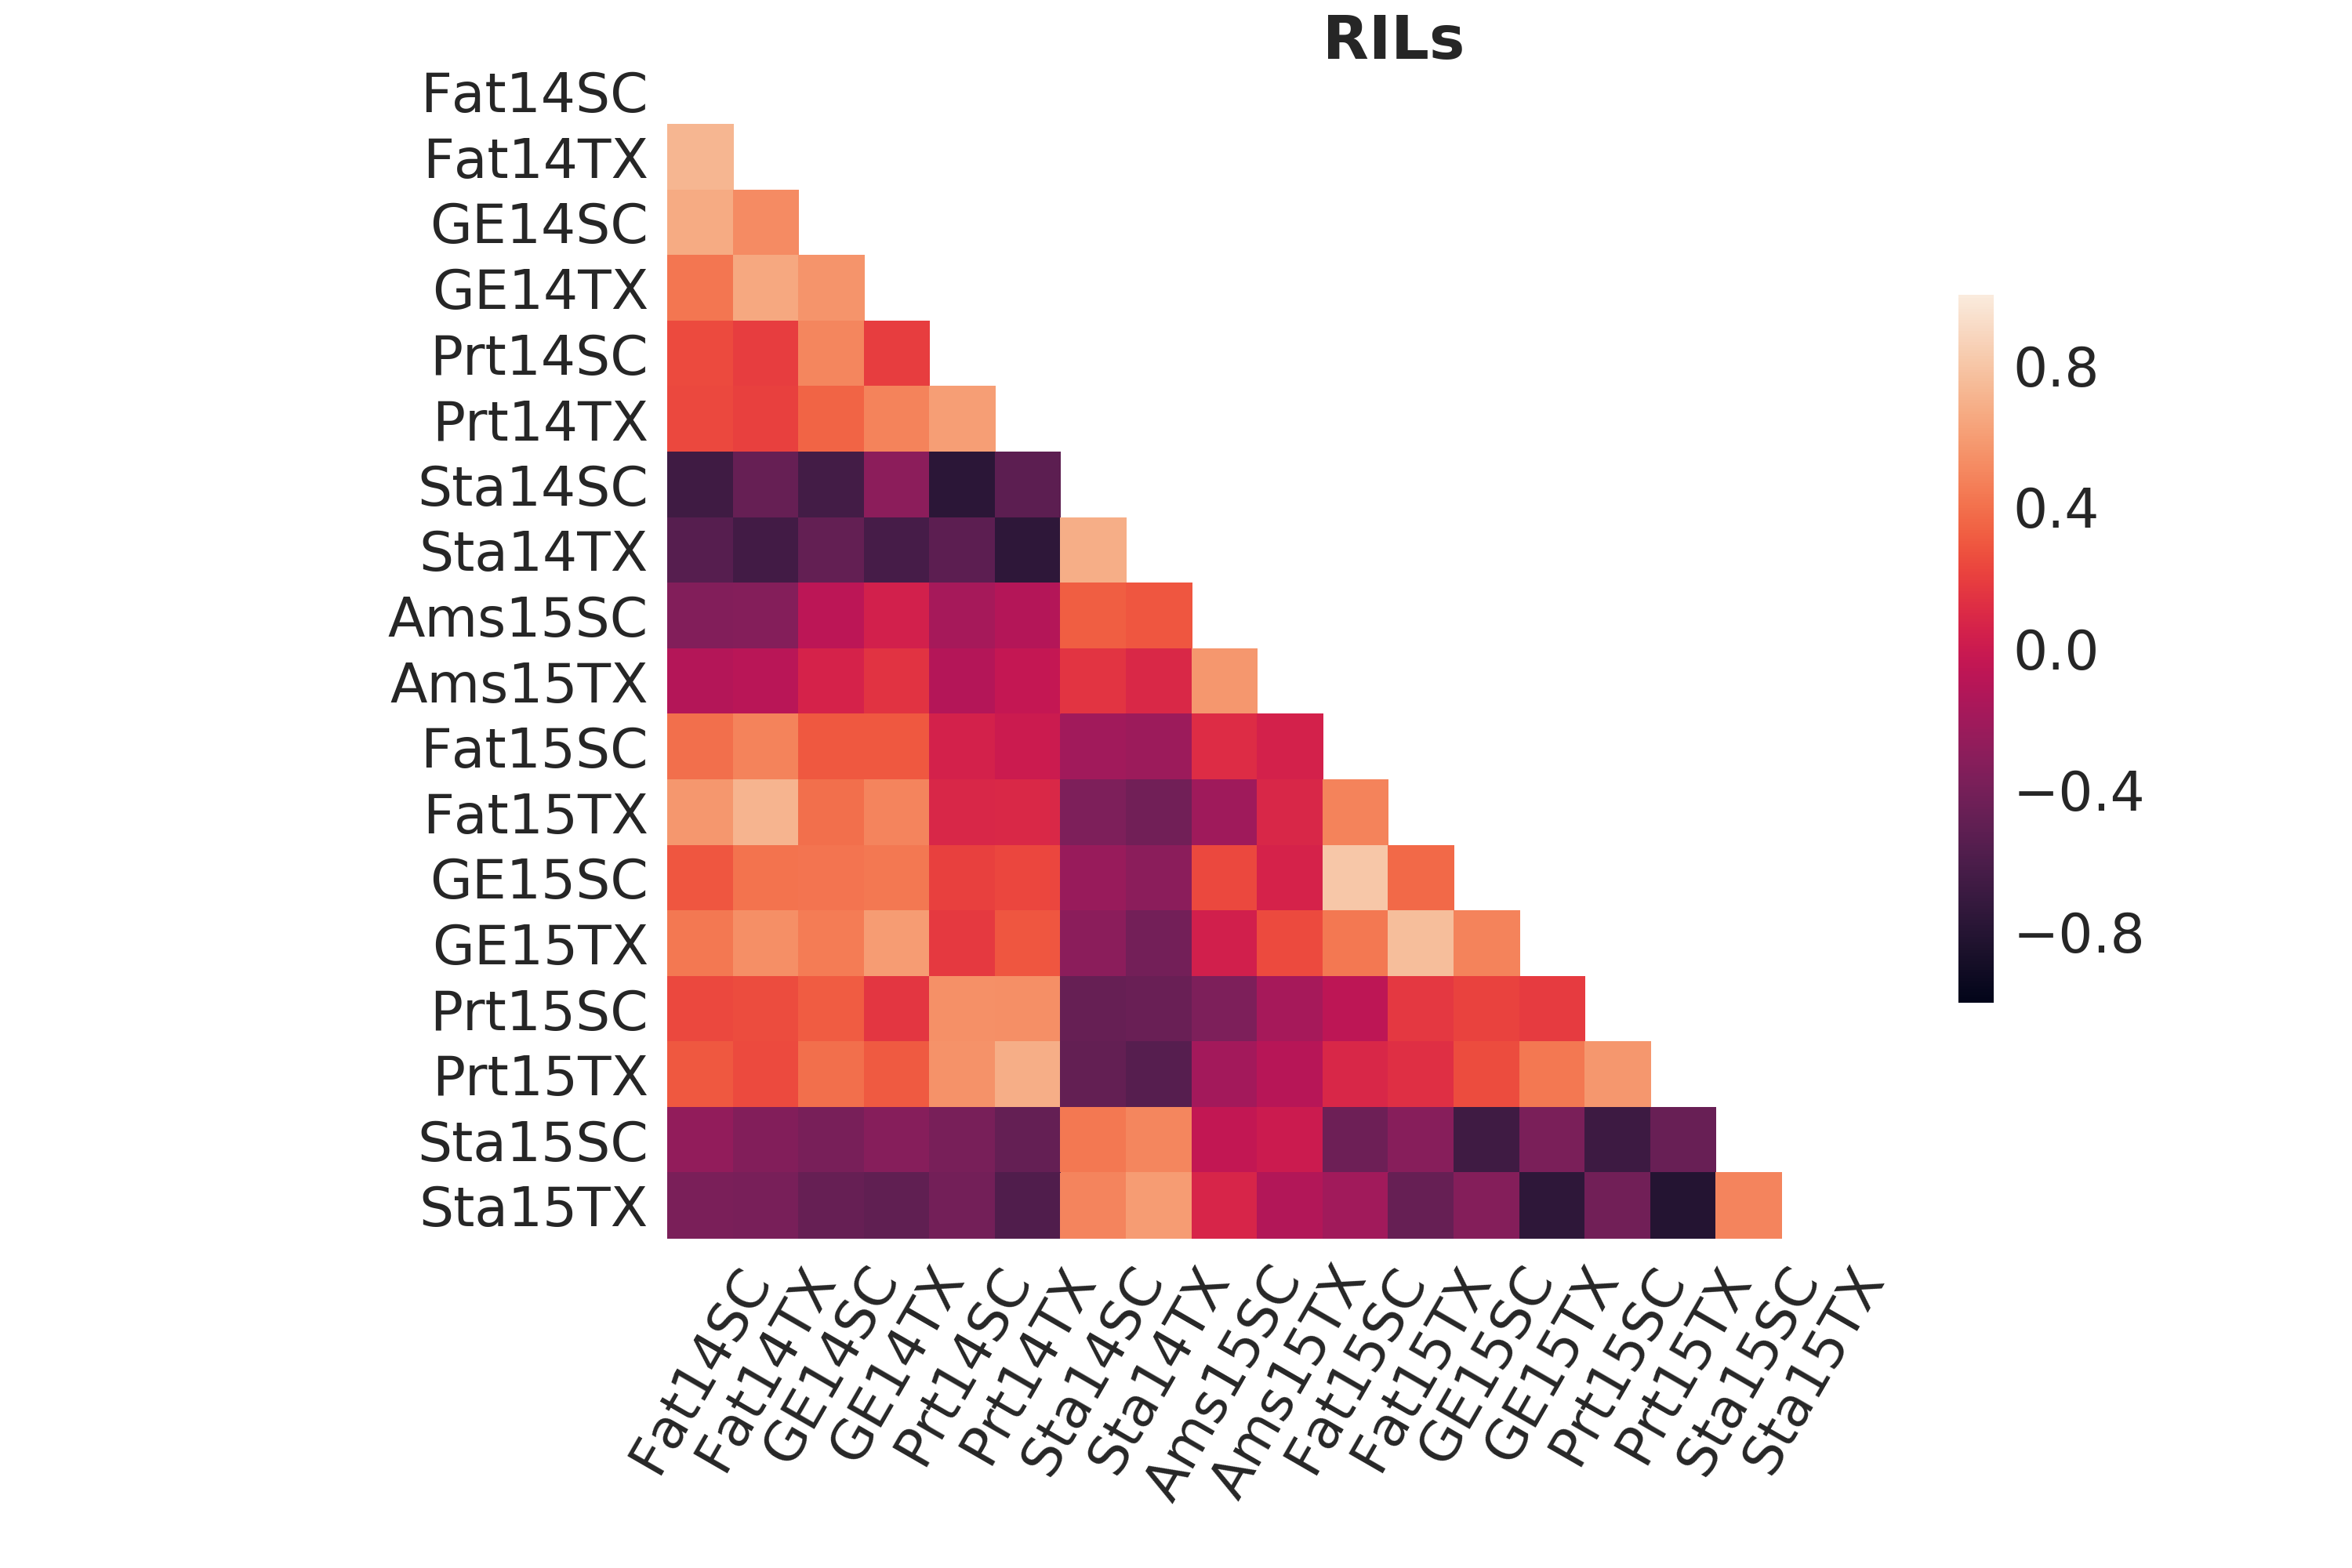 RILs
Fat14SC
Fat14TX
GE14SC
GE14TX
Prt14SC
Prt14TX
Sta14SC
Sta14TX
Ams15SC
Ams15TX
Fat15SC
Fat15TX
GE15SC
GE15TX
Prt15SC
Prt15TX
Sta15SC
Sta15TX
0.8
0.4
0.0
−0.4
−0.8
Fat14SC
Fat14TX
GE14SC
GE14TX
Prt14SC
Prt14TX
Sta14SC
Sta14TX
Ams15SC
Ams15TX
Fat15SC
Fat15TX
GE15SC
GE15TX
Prt15SC
Prt15TX
Sta15SC
Sta15TX